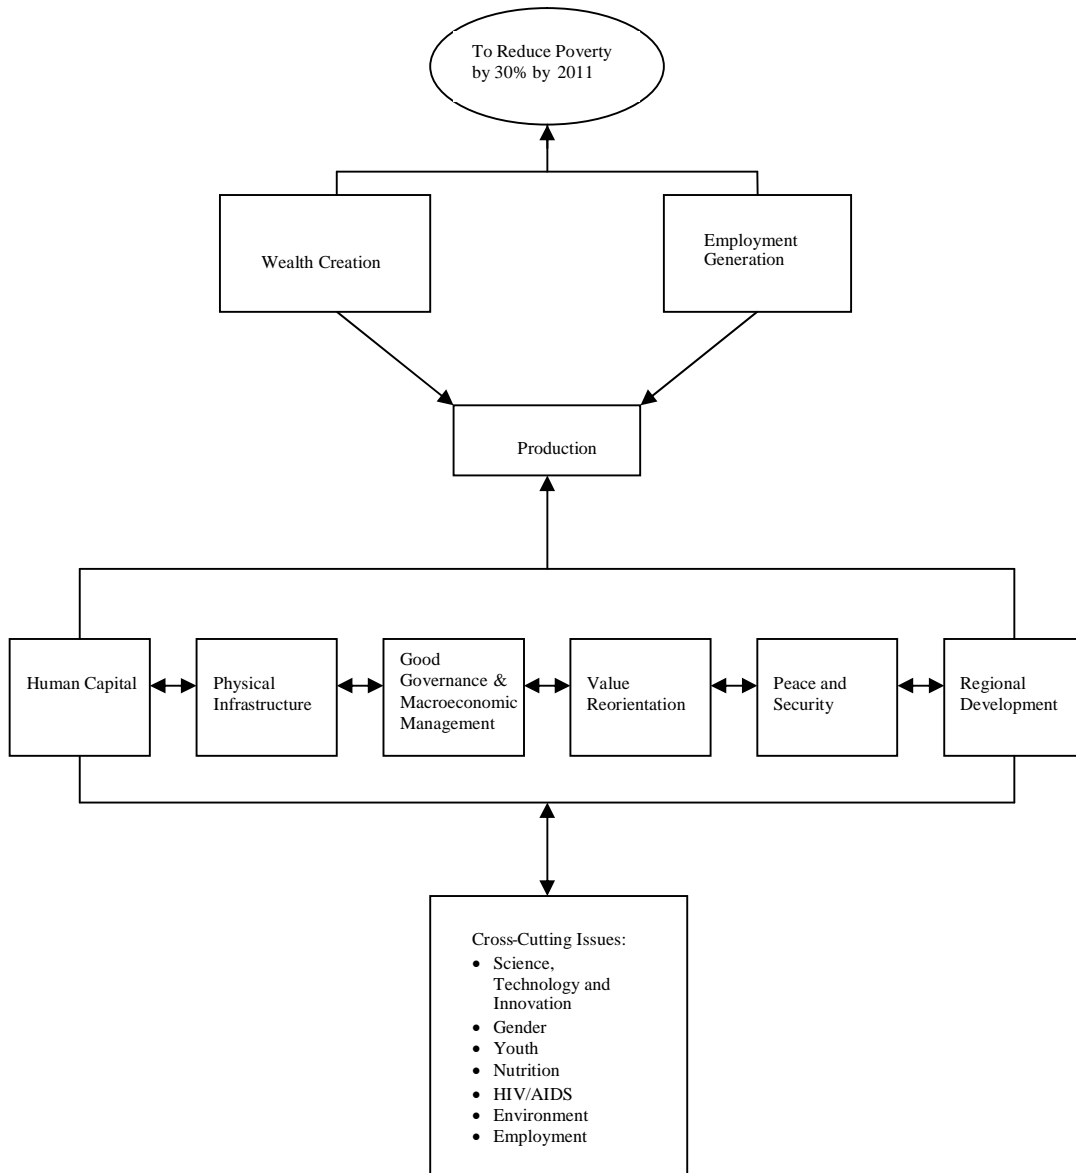 To Reduce Poverty
by 30% by 2011
Wealth Creation
Employment
Generation
Production
Human Capital
Physical
Infrastructure
Good
Governance &
Macroeconomic
Management
Value
Reorientation
Peace and
Security
Regional
Development
Cross-Cutting Issues:
• Science,
Technology and
Innovation
• Gender
• Youth
• Nutrition
• HIV/AIDS
• Environment
• Employment